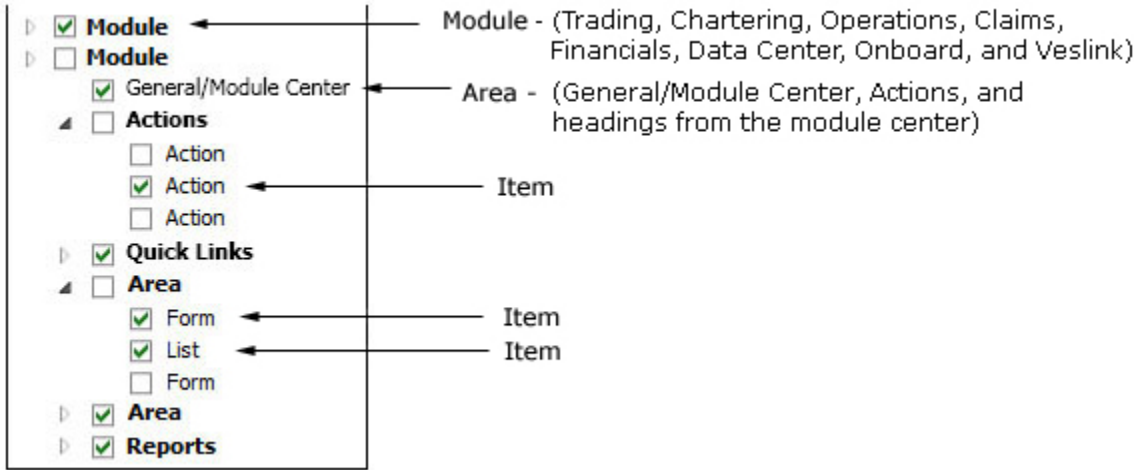 Module
Module - (Trading, Chartering, Operations, Claims,
Financials, Data Center, Onboard, and Veslink)
Module
General/Module Center
Area - (General/Module Center, Actions, and
headings from the module center)
Actions
Action
Action
Item
Action
Quick Links
Area
Form
Item
List
Item
Form
Area
Reports